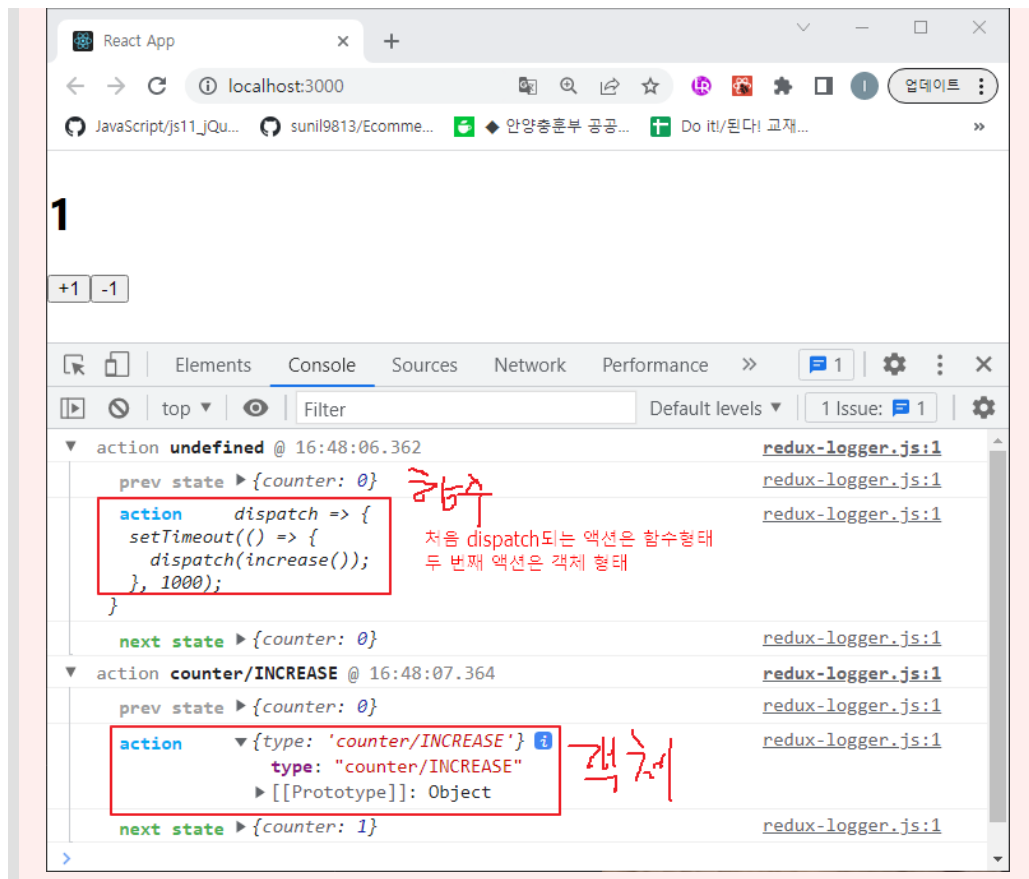 React App
localhost:3000
업데이트
JavaScript/js11_jQu... sunil9813/Ecomme... ◆ 안양충훈부 공공... Do it!/된다! 교재... »
1
+1 -1
Elements Console Sources Network Performance » 1
top ▼ Filter Default levels ▼ 1 Issue: 1
▼ action undefined @ 16:48:06.362 redux-logger.js:1
prev state ▶ {counter: 0} redux-logger.js:1
함수
action dispatch => { redux-logger.js:1
setTimeout(() => {
dispatch(increase());
}, 1000);
}
처음 dispatch되는 액션은 함수형태
두 번째 액션은 객체 형태
next state ▶ {counter: 0} redux-logger.js:1
▼ action counter/INCREASE @ 16:48:07.364 redux-logger.js:1
prev state ▶ {counter: 0} redux-logger.js:1
action ▼ {type: 'counter/INCREASE'} i redux-logger.js:1
type: "counter/INCREASE"
▶ [[Prototype]]: Object
객체
next state ▶ {counter: 1} redux-logger.js:1
>